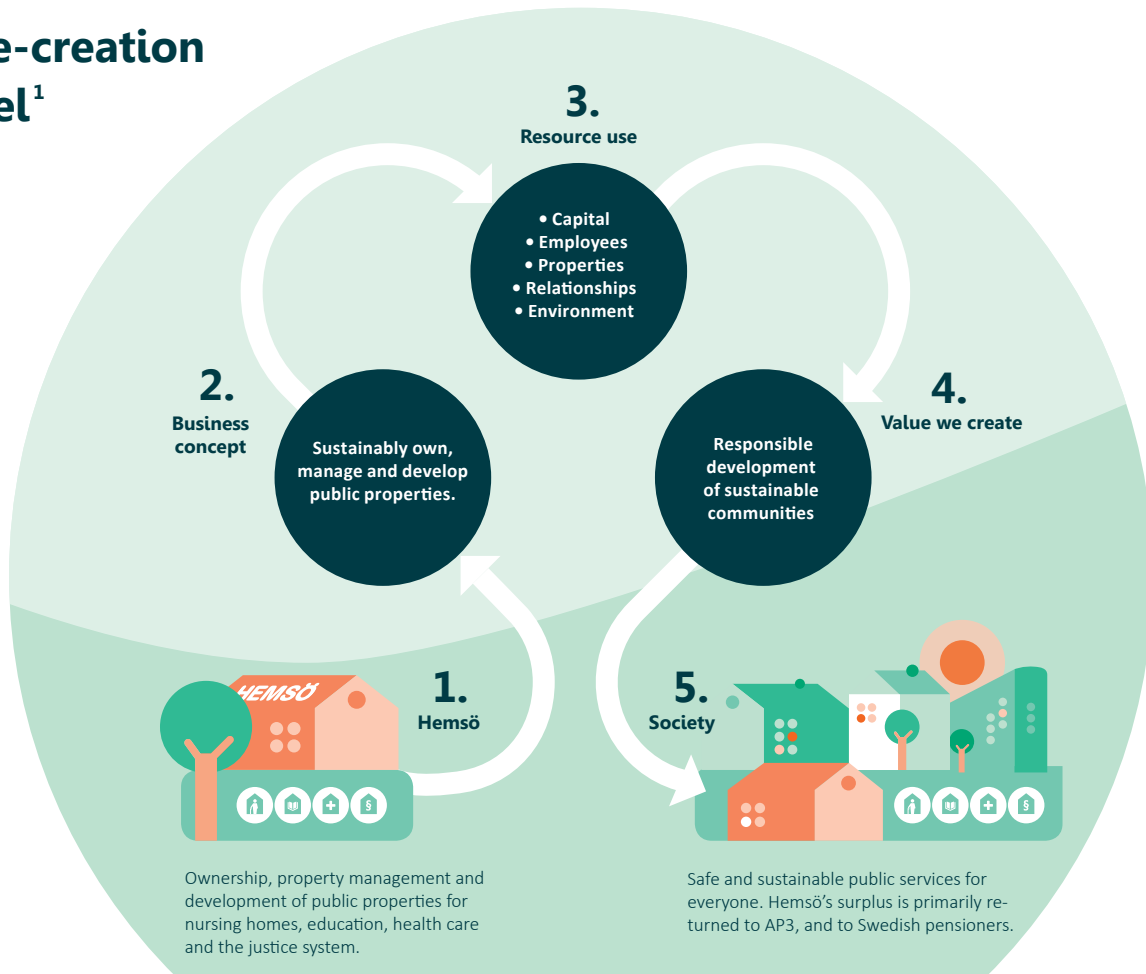 e-creation
el¹
3.
Resource use
• Capital
• Employees
• Properties
• Relationships
• Environment
2.
Business
concept
Sustainably own,
manage and develop
public properties.
4.
Value we create
Responsible
development
of sustainable
communities
HEMSÖ
1.
Hemsö
5.
Society
§
§
Ownership, property management and
development of public properties for
nursing homes, education, health care
and the justice system.
Safe and sustainable public services for
everyone. Hemsö’s surplus is primarily re-
turned to AP3, and to Swedish pensioners.